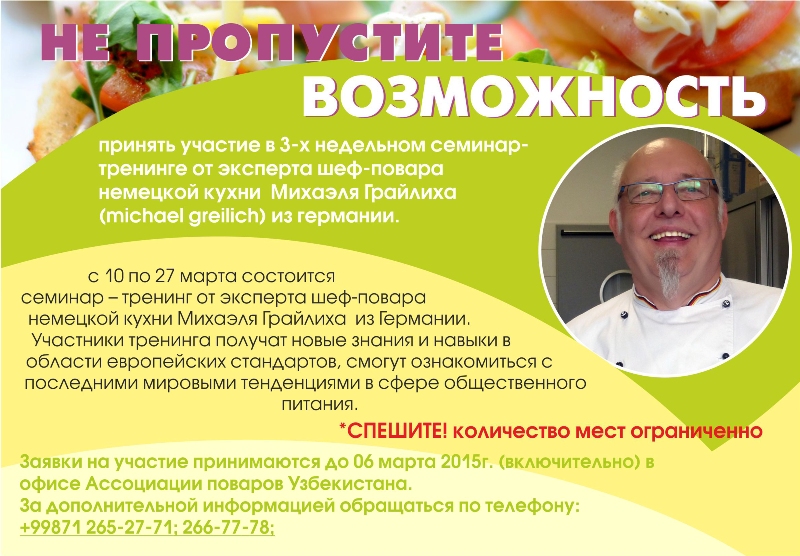 НЕ ПРОПУСТИТЕ
ВОЗМОЖНОСТЬ
принять участие в 3-х недельном семинар-
тренинге от эксперта шеф-повара
немецкой кухни Михаэля Грайлиха
(michael greilich) из германии.
с 10 по 27 марта состоится
семинар – тренинг от эксперта шеф-повара
немецкой кухни Михаэля Грайлиха из Германии.
Участники тренинга получат новые знания и навыки в
области европейских стандартов, смогут ознакомиться с
последними мировыми тенденциями в сфере общественного
питания.
*СПЕШИТЕ! количество мест ограниченно
Заявки на участие принимаются до 06 марта 2015г. (включительно) в
офисе Ассоциации поваров Узбекистана.
За дополнительной информацией обращаться по телефону:
+99871 265-27-71; 266-77-78;